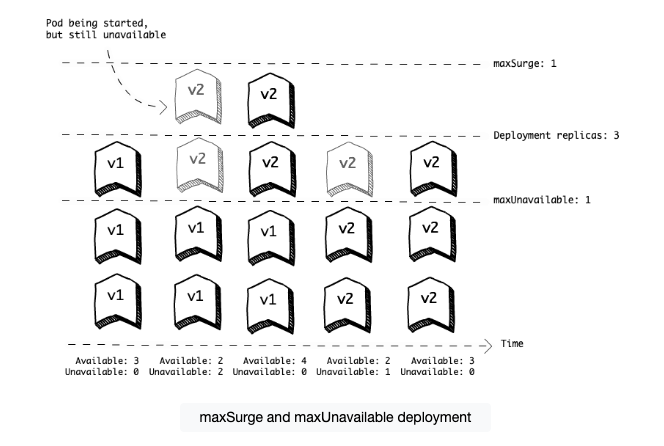 Pod being started,
but still unavailable
maxSurge: 1
v2 v2
Deployment replicas: 3
v1 v2 v2 v2 v2
maxUnavailable: 1
v1 v1 v1 v2 v2
v1 v1 v1 v2 v2
Time
Available: 3 Available: 2 Available: 4 Available: 2 Available: 3
Unavailable: 0 Unavailable: 2 Unavailable: 0 Unavailable: 1 Unavailable: 0
maxSurge and maxUnavailable deployment